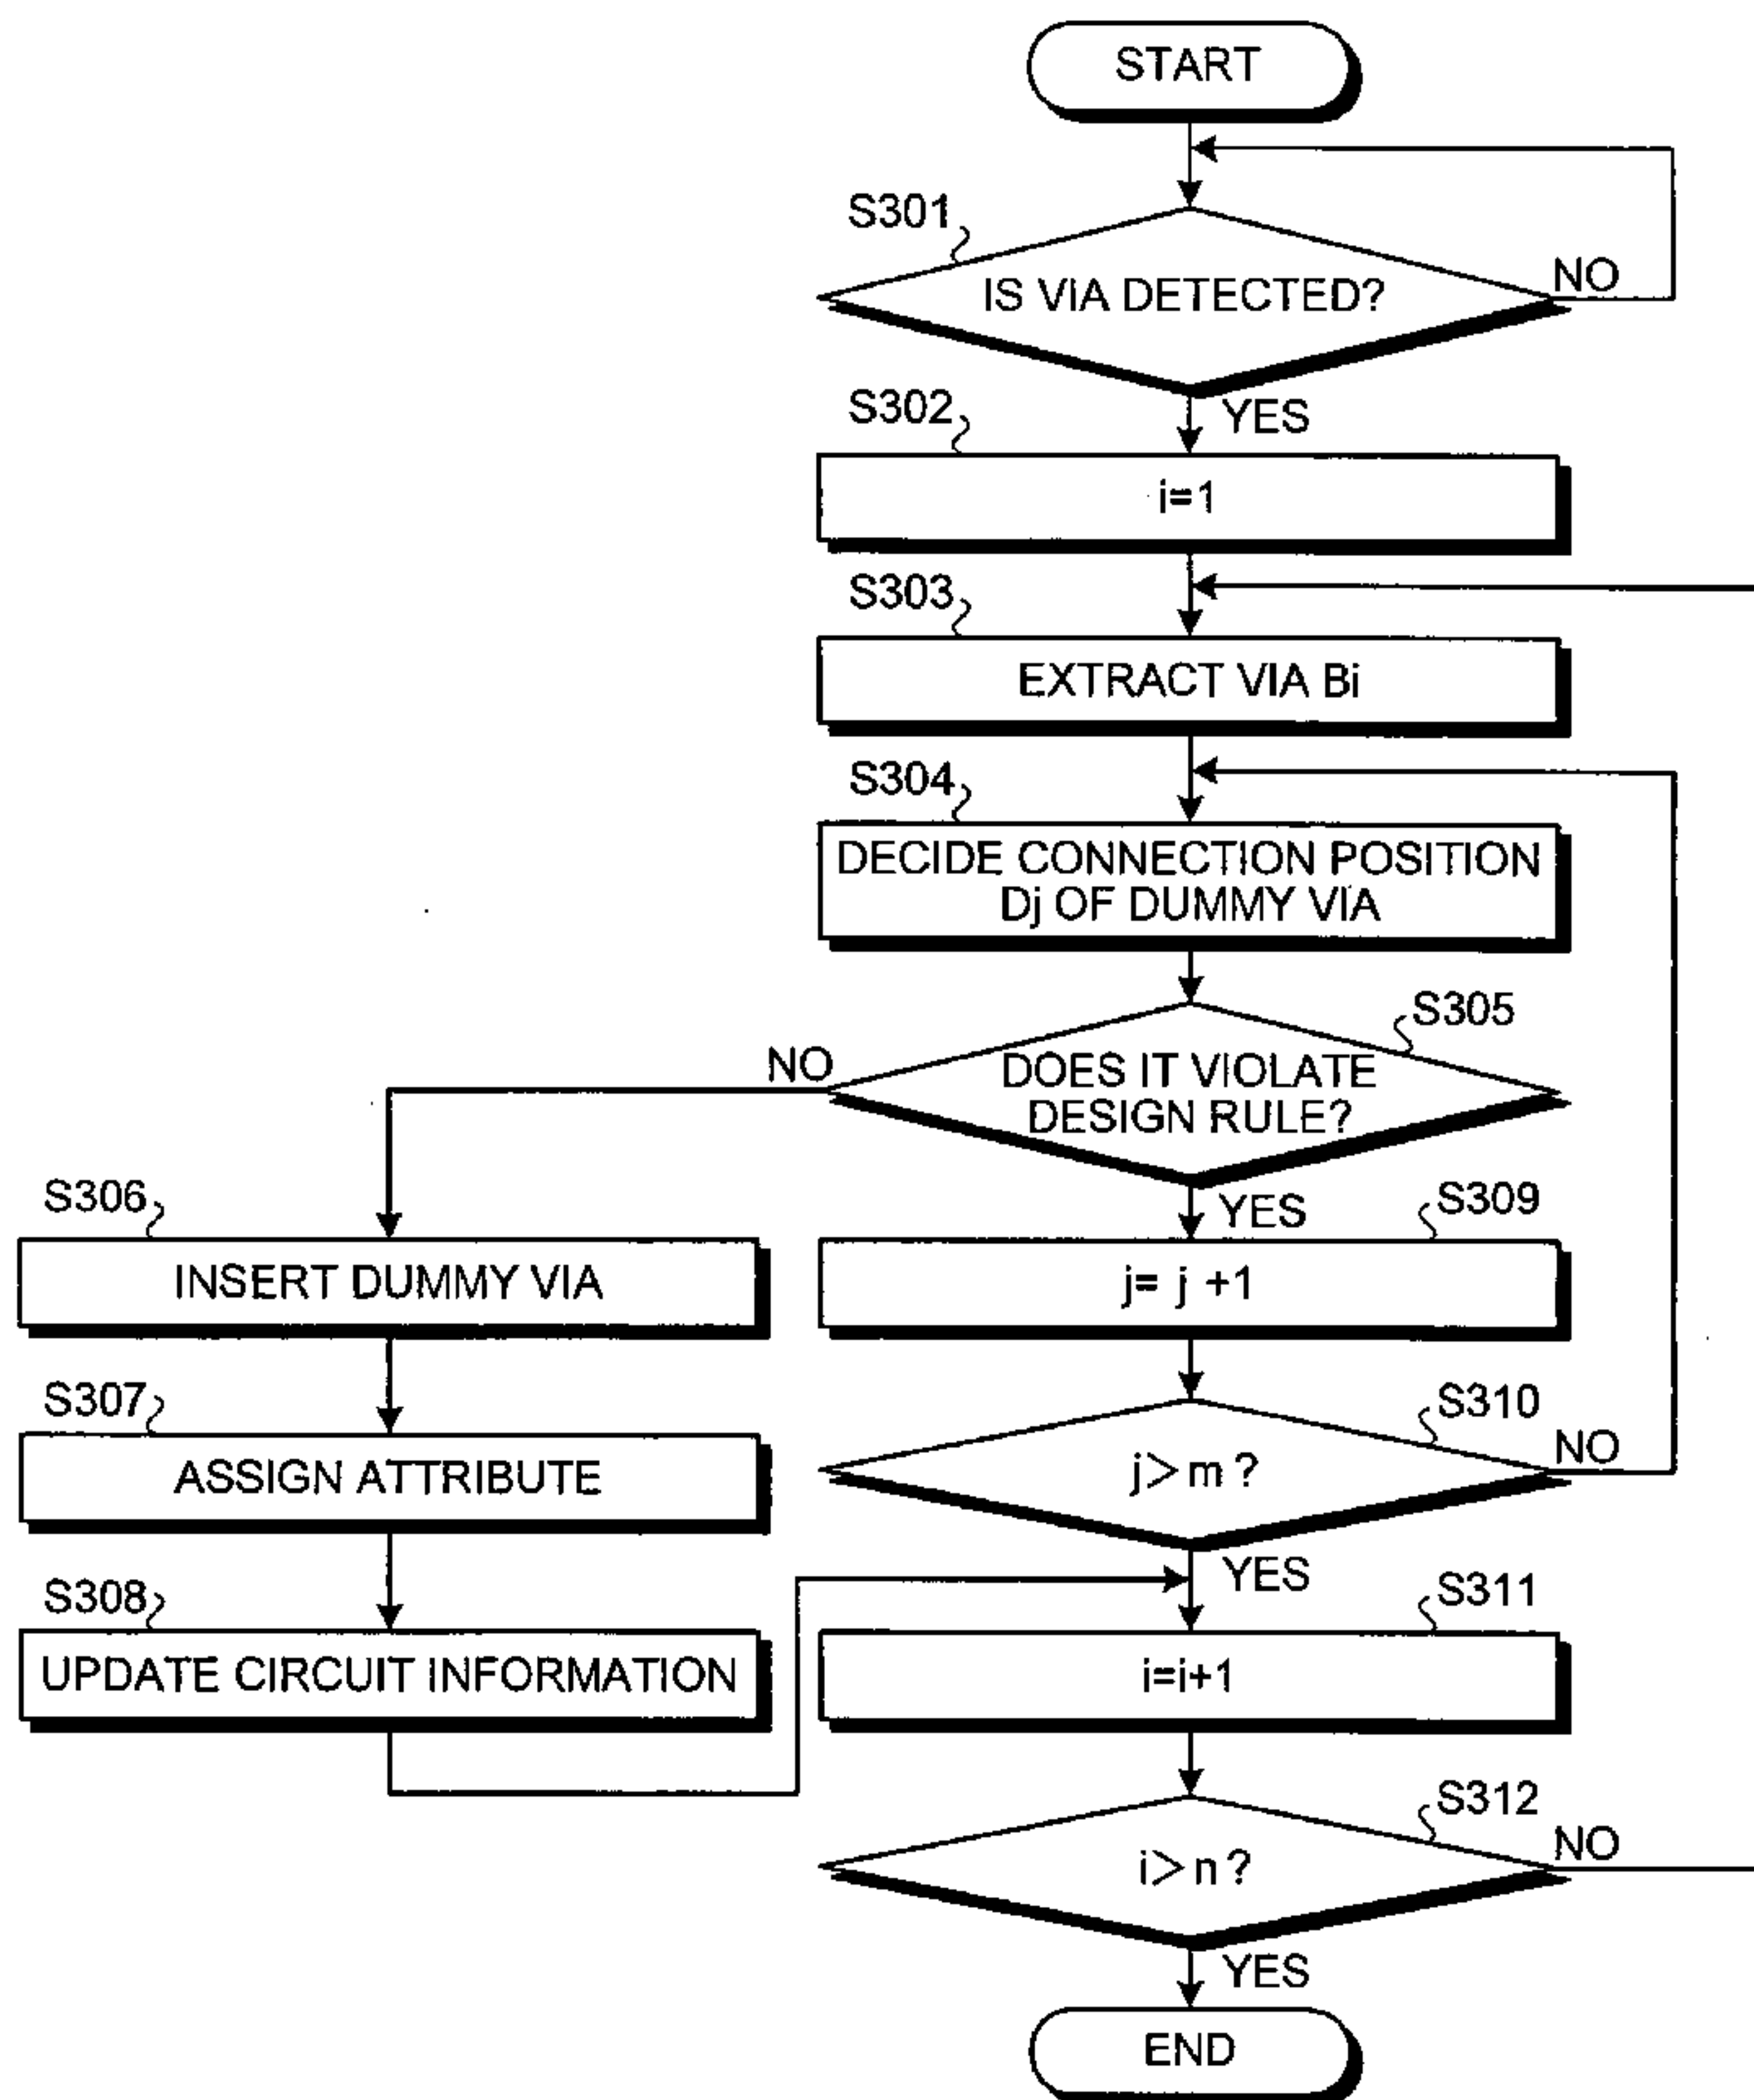 START
S301
IS VIA DETECTED?
NO
YES
S302
i=1
S303
EXTRACT VIA Bi
S304
DECIDE CONNECTION POSITION
Dj OF DUMMY VIA
S305
DOES IT VIOLATE
DESIGN RULE?
NO
YES
S306
INSERT DUMMY VIA
S309
j= j +1
S307
ASSIGN ATTRIBUTE
S310
j>m ?
NO
YES
S308
UPDATE CIRCUIT INFORMATION
S311
i=i+1
S312
i>n ?
NO
YES
END